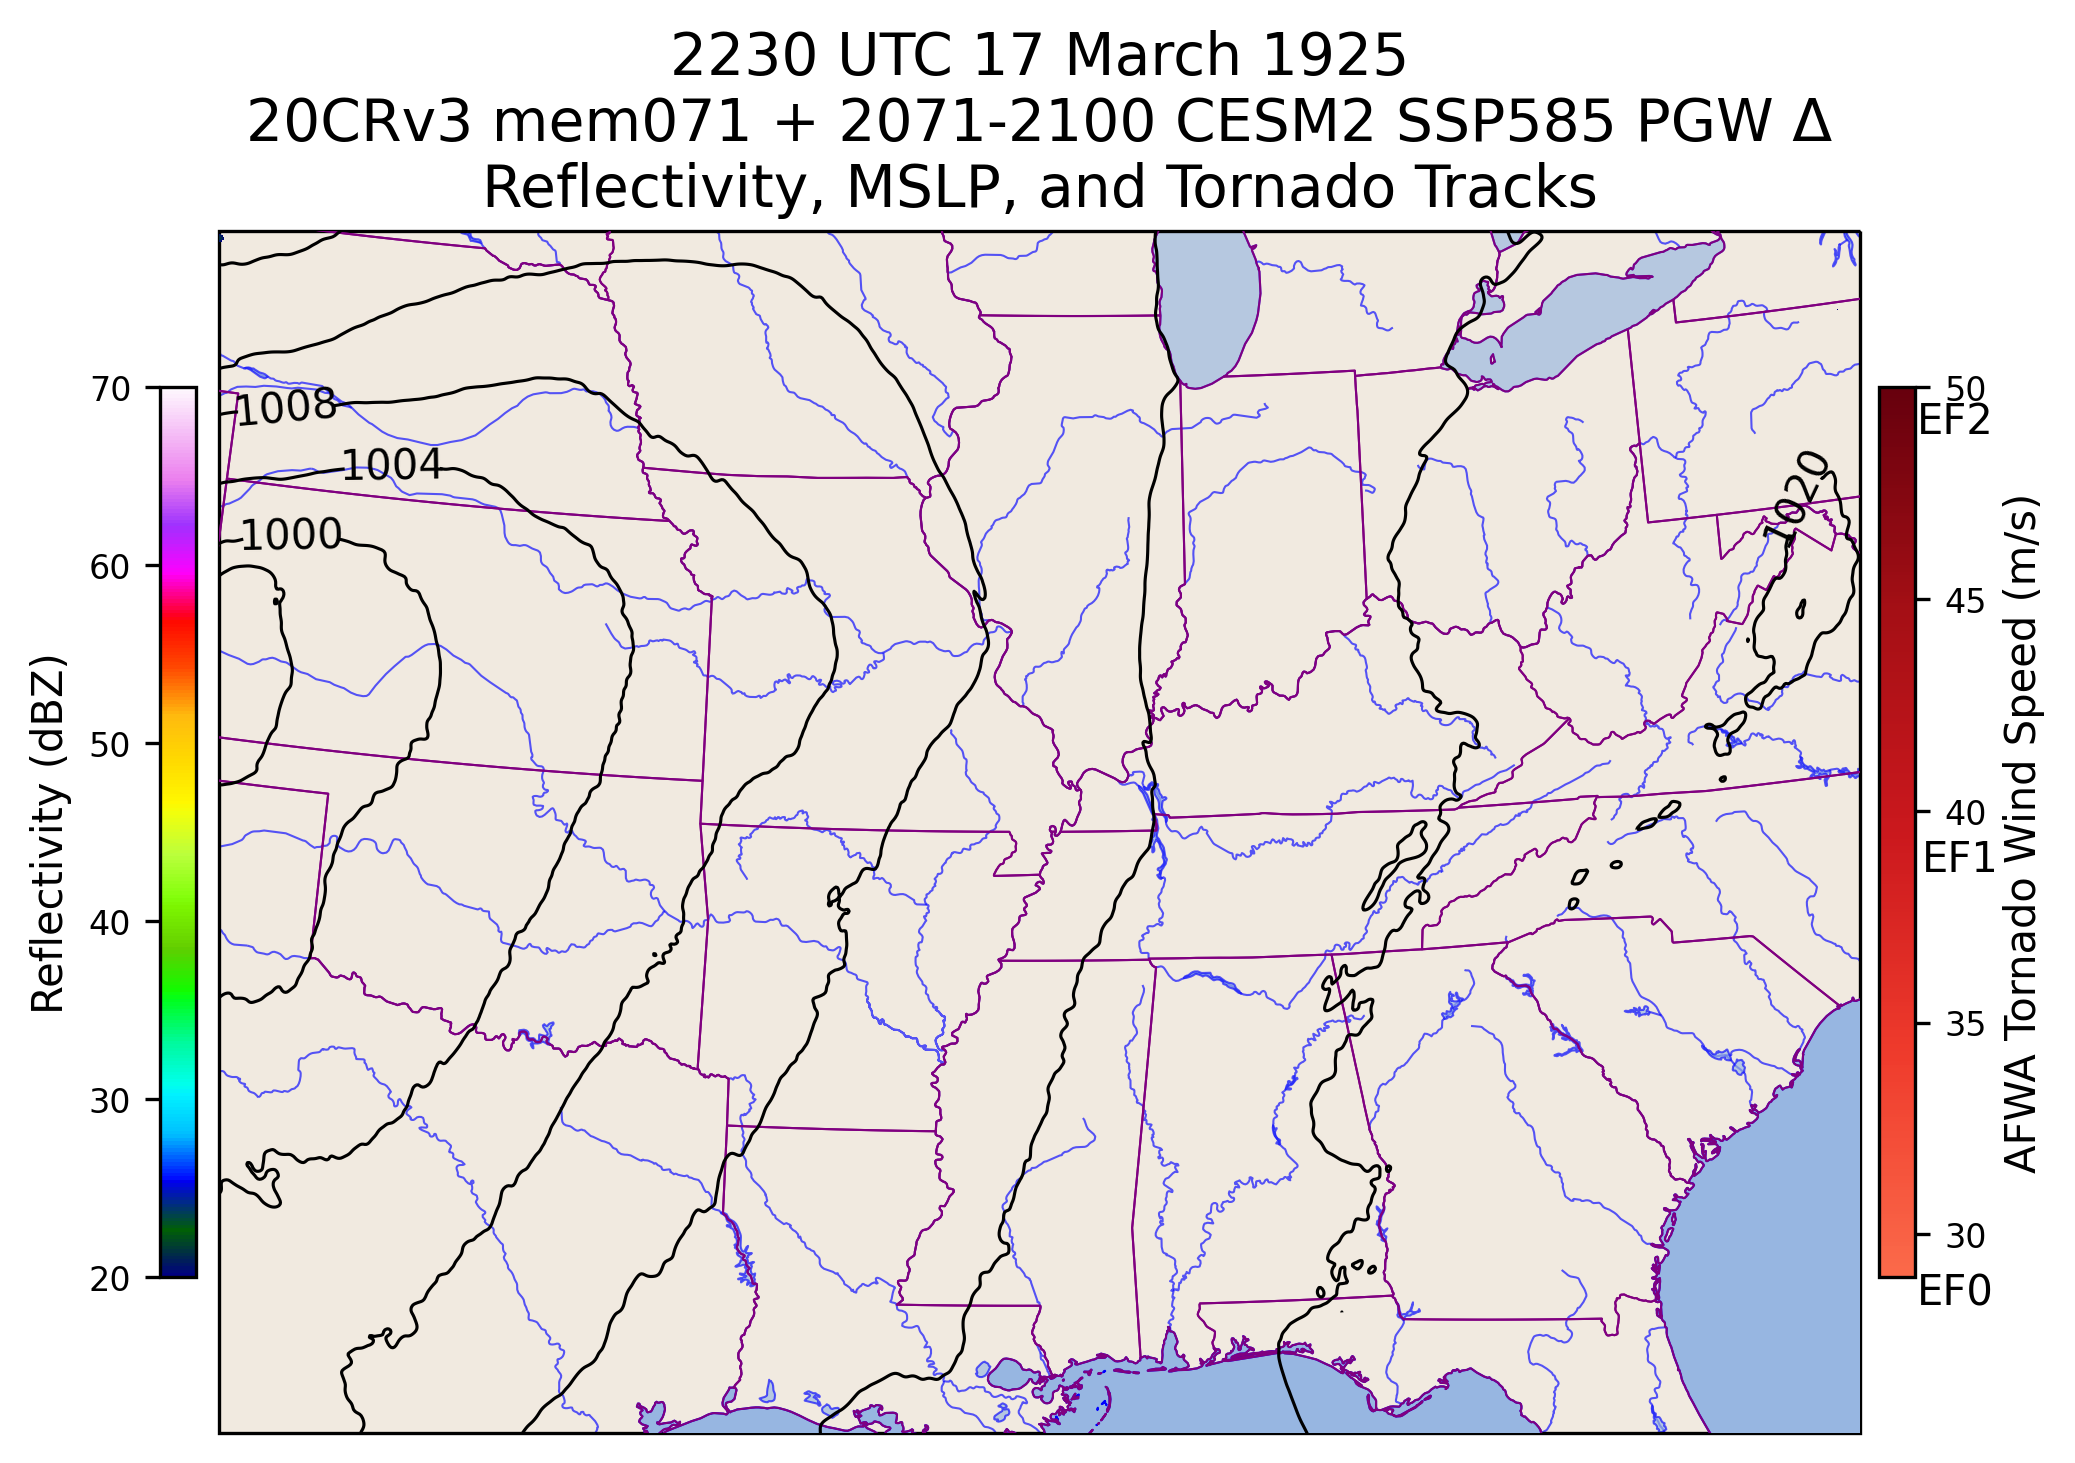 2230 UTC 17 March 1925
20CRv3 mem071 + 2071-2100 CESM2 SSP585 PGW Δ
Reflectivity, MSLP, and Tornado Tracks
Reflectivity (dBZ)
70
60
50
40
30
20
1008
1004
1000
1020
50
EF2
45
40
EF1
35
30
EF0
AFWA Tornado Wind Speed (m/s)